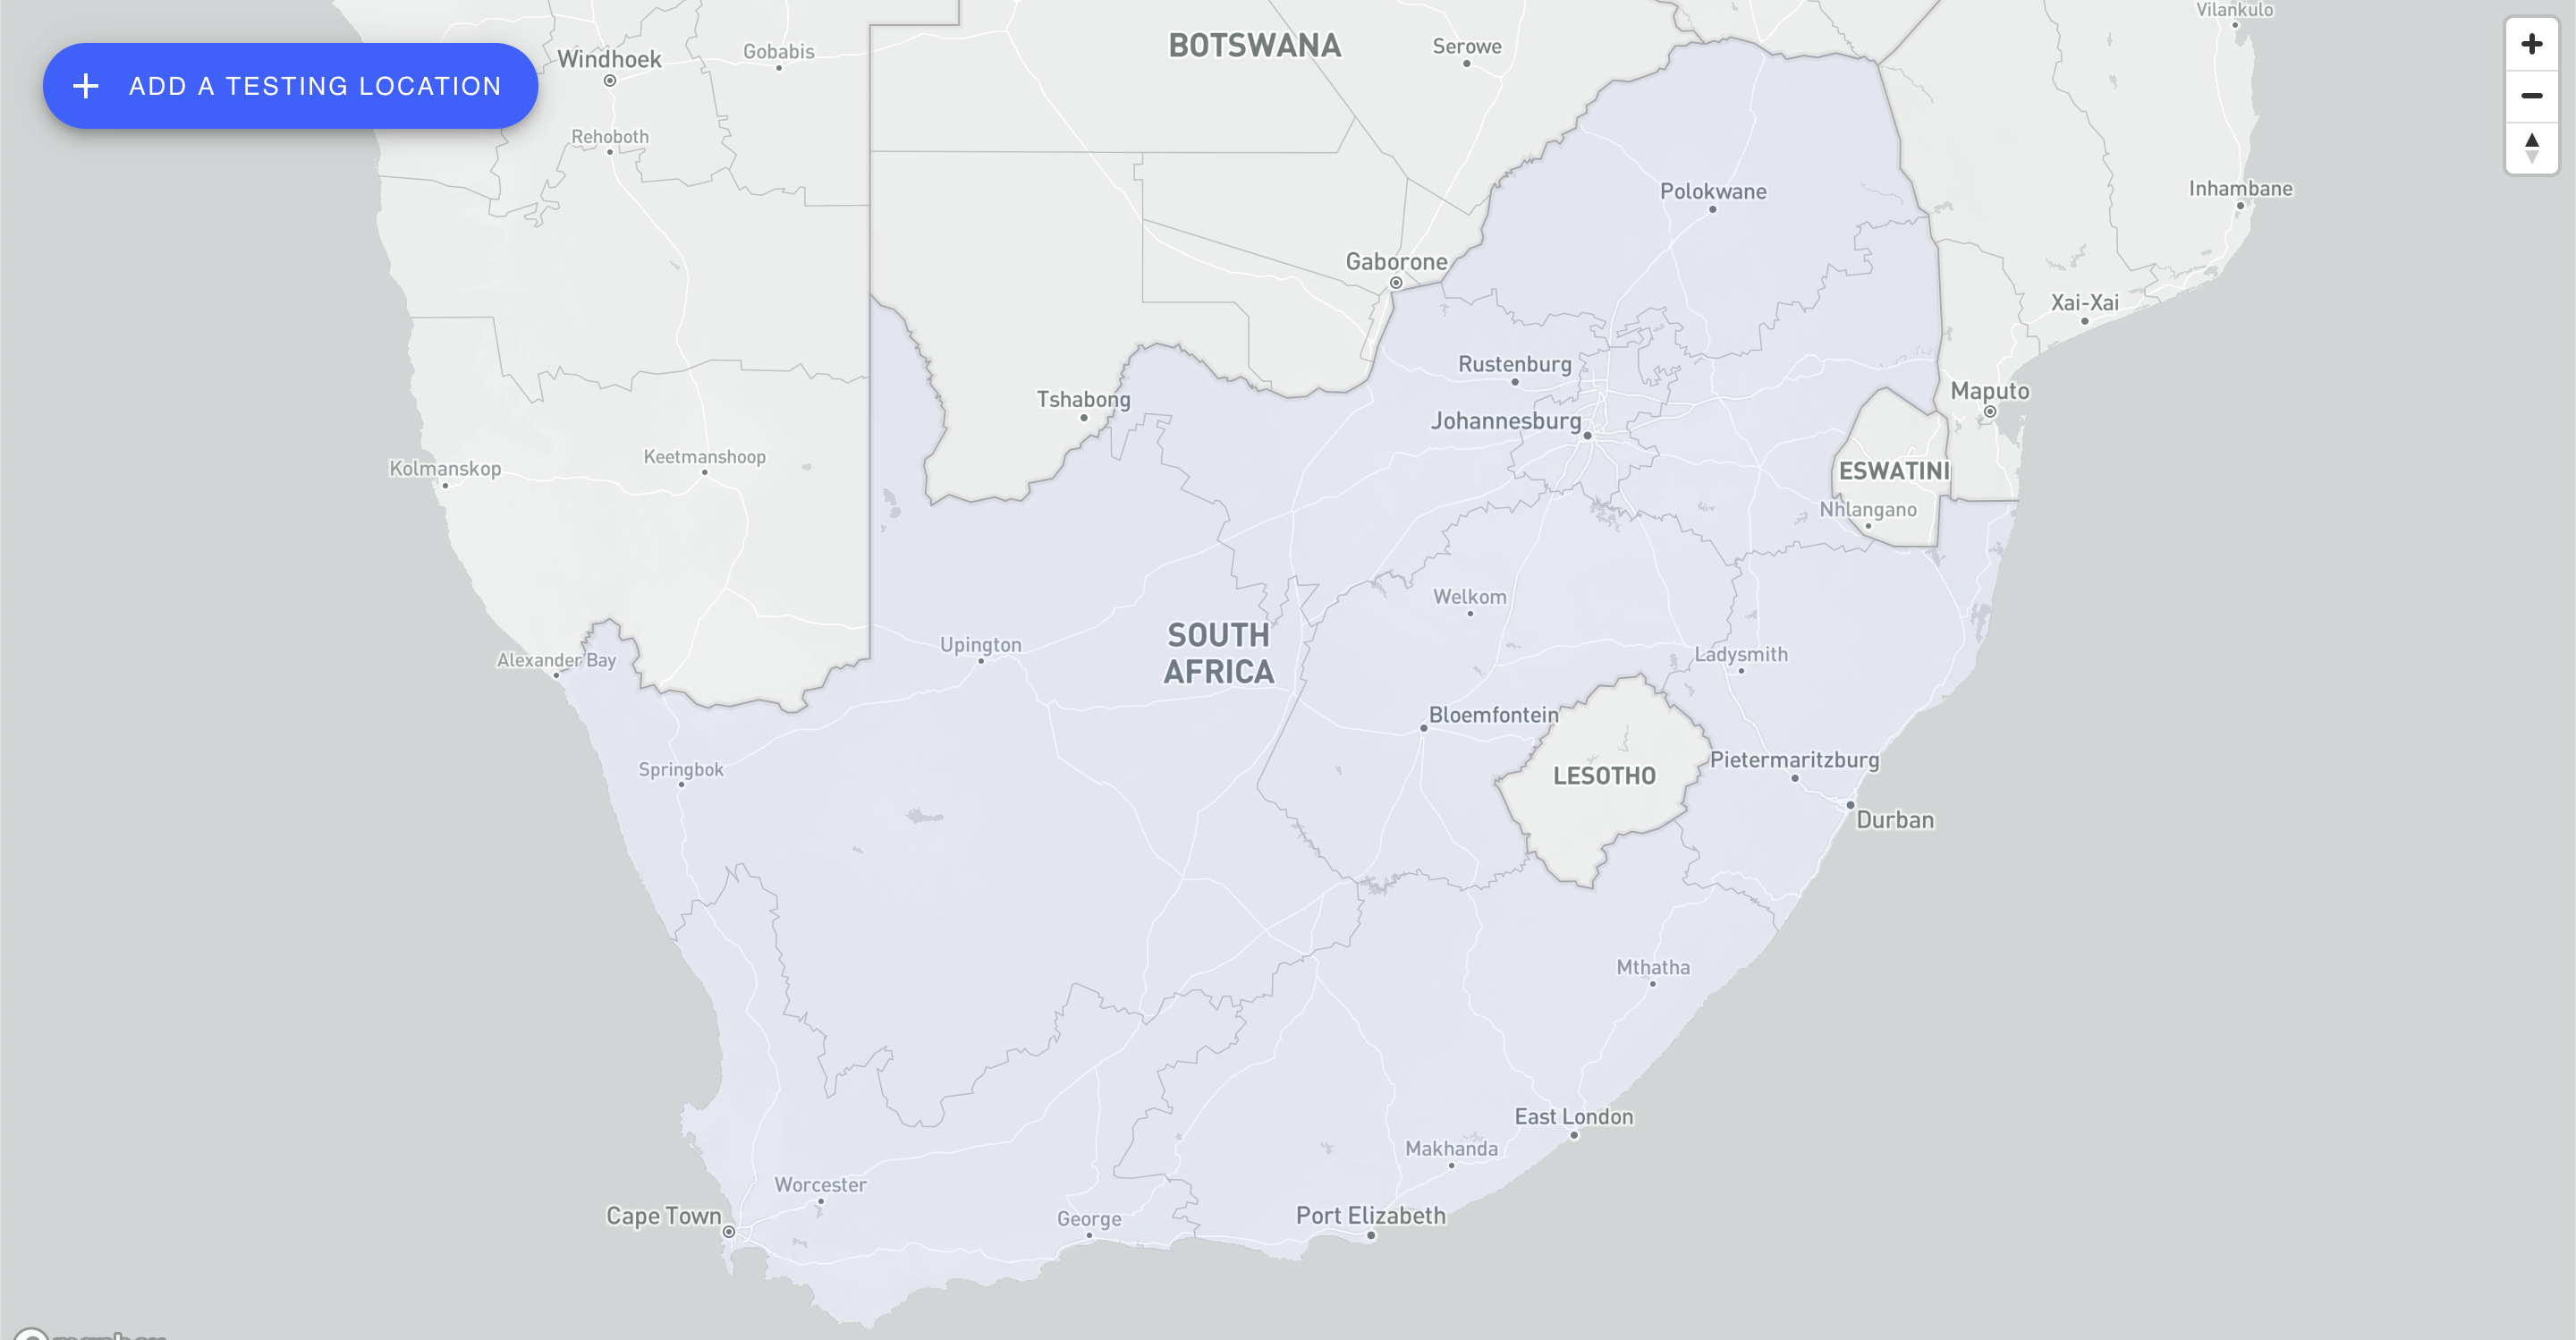 Vilankulo
BOTSWANA
Serowe
Windhoek
Gobabis
+ ADD A TESTING LOCATION
Rehoboth
Polokwane
Inhambane
Gaborone
Xai-Xai
Rustenburg
Maputo
Tshabong
Johannesburg
Keetmanshoop
Kolmanskop
ESWATINI
Nhlangano
Welkom
SOUTH
AFRICA
Upington
Ladysmith
Alexander Bay
Bloemfontein
Pietermaritzburg
Springbok
LESOTHO
Durban
Mthatha
East London
Makhanda
Worcester
Cape Town
George
Port Elizabeth